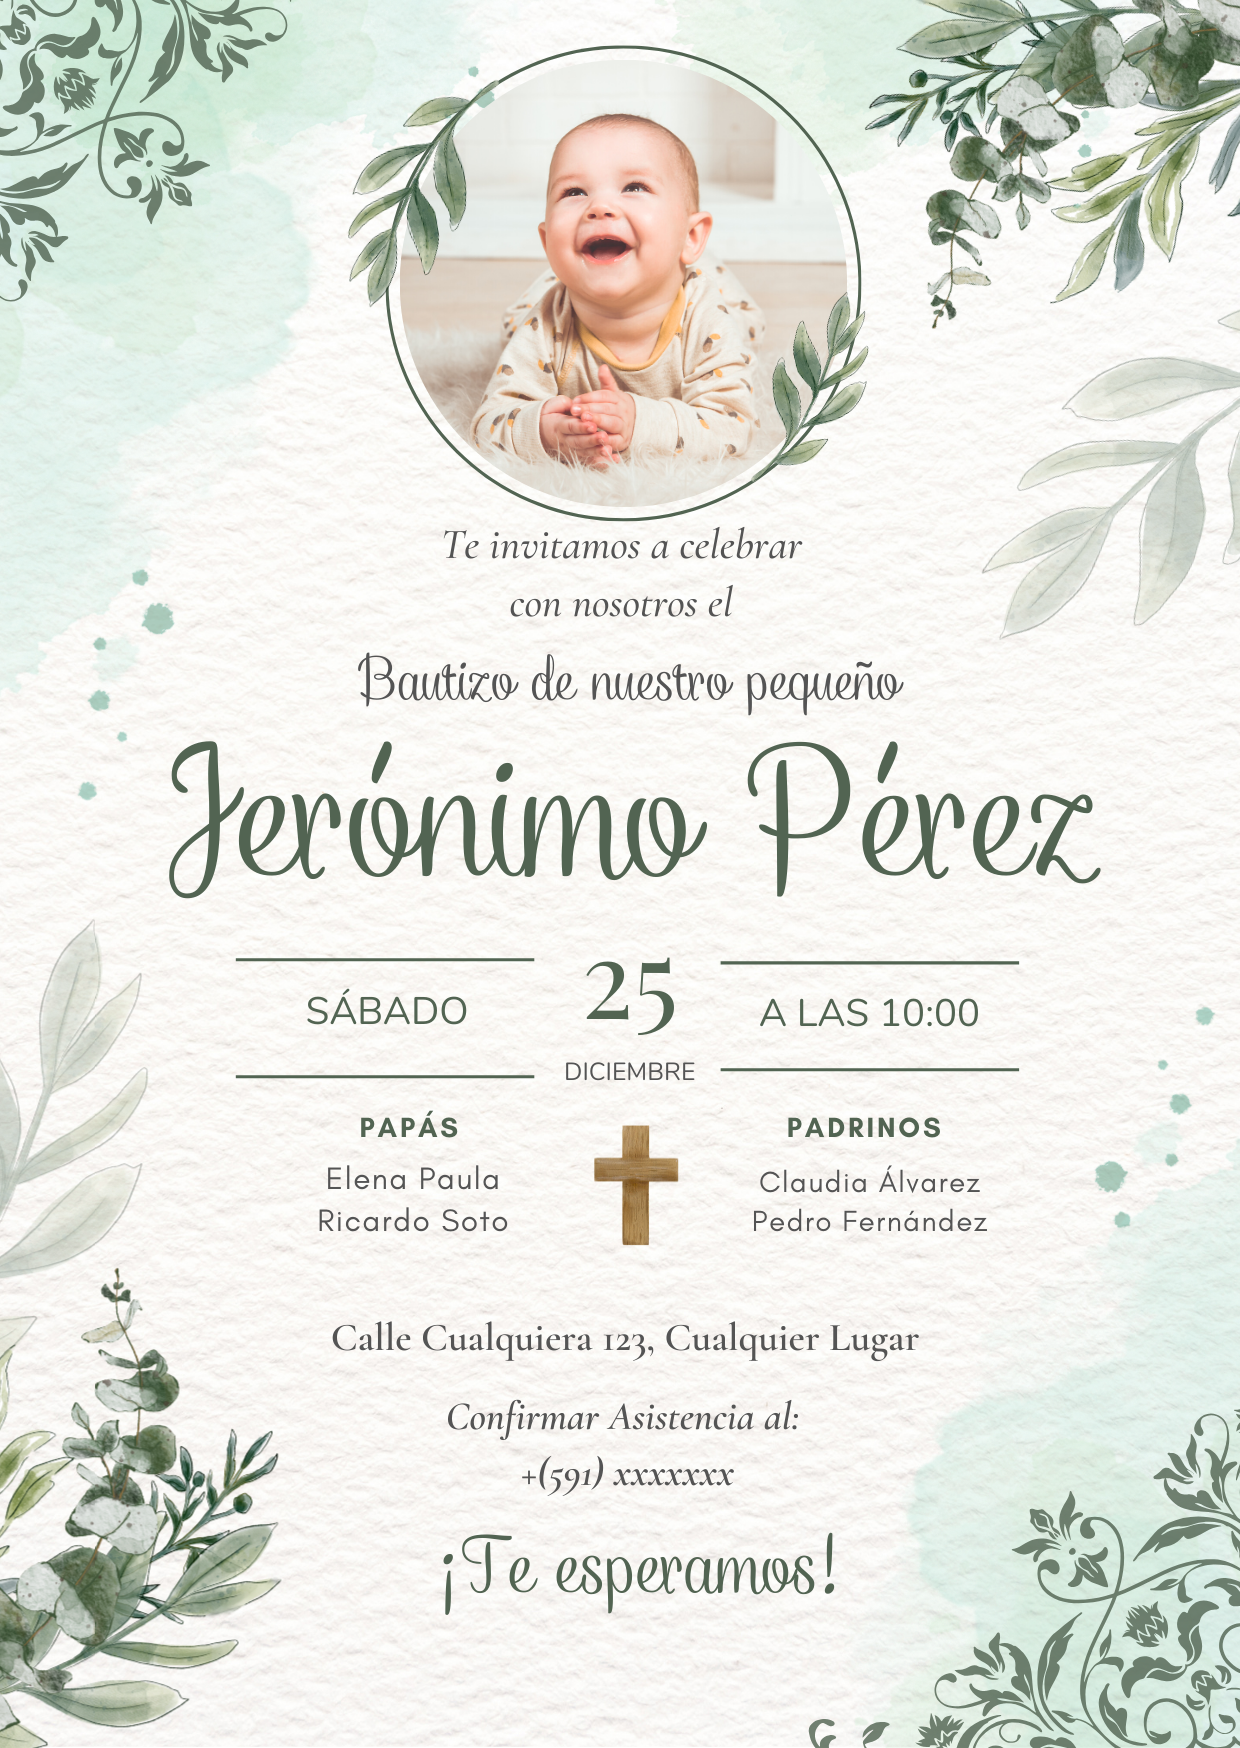 Te invitamos a celebrar
con nosotros el
Bautizo de nuestro pequeño
Jerónimo Pérez
SÁBADO
25
DICIEMBRE
A LAS 10:00
PAPÁS
Elena Paula
Ricardo Soto
PADRINOS
Claudia Álvarez
Pedro Fernández
Calle Cualquiera 123, Cualquier Lugar
Confirmar Asistencia al:
+(591) xxxxxxx
¡Te esperamos!